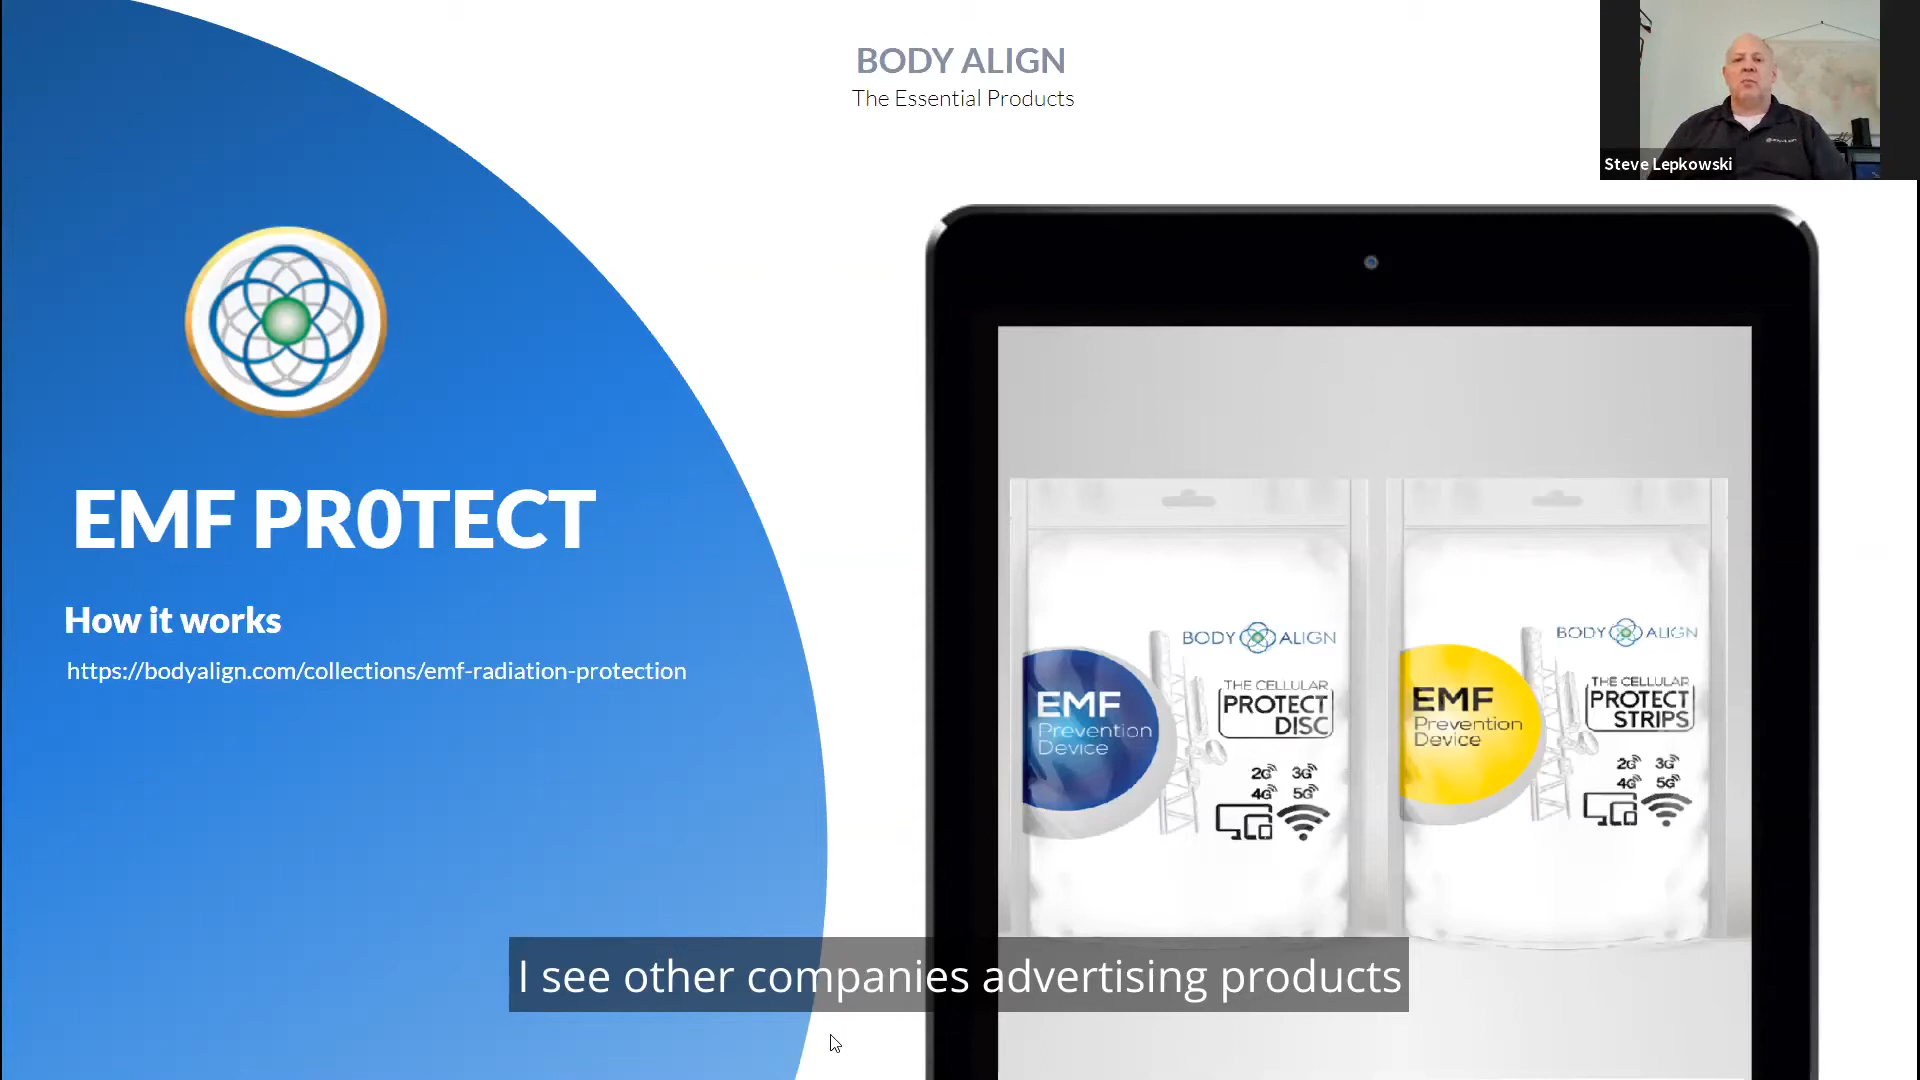 BODY ALIGN
The Essential Products
Steve Lepkowski
EMF PR0TECT
How it works
https://bodyalign.com/collections/emf-radiation-protection
BODY ALIGN
THE CELLULAR
PROTECT
DISC
EMF
Prevention
Device
2G 3G
4G 5G
BODY ALIGN
THE CELLULAR
PROTECT
STRIPS
EMF
Prevention
Device
2G 3G
4G 5G
I see other companies advertising products